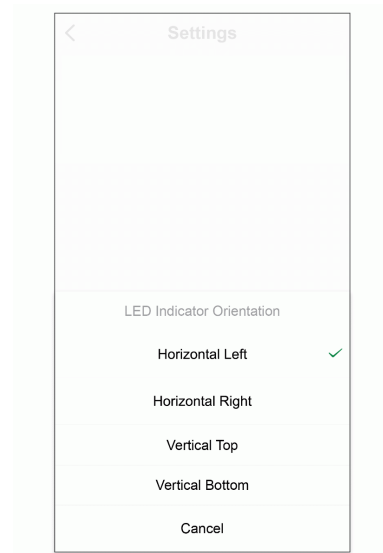 Settings
LED Indicator Orientation
Horizontal Left
Horizontal Right
Vertical Top
Vertical Bottom
Cancel